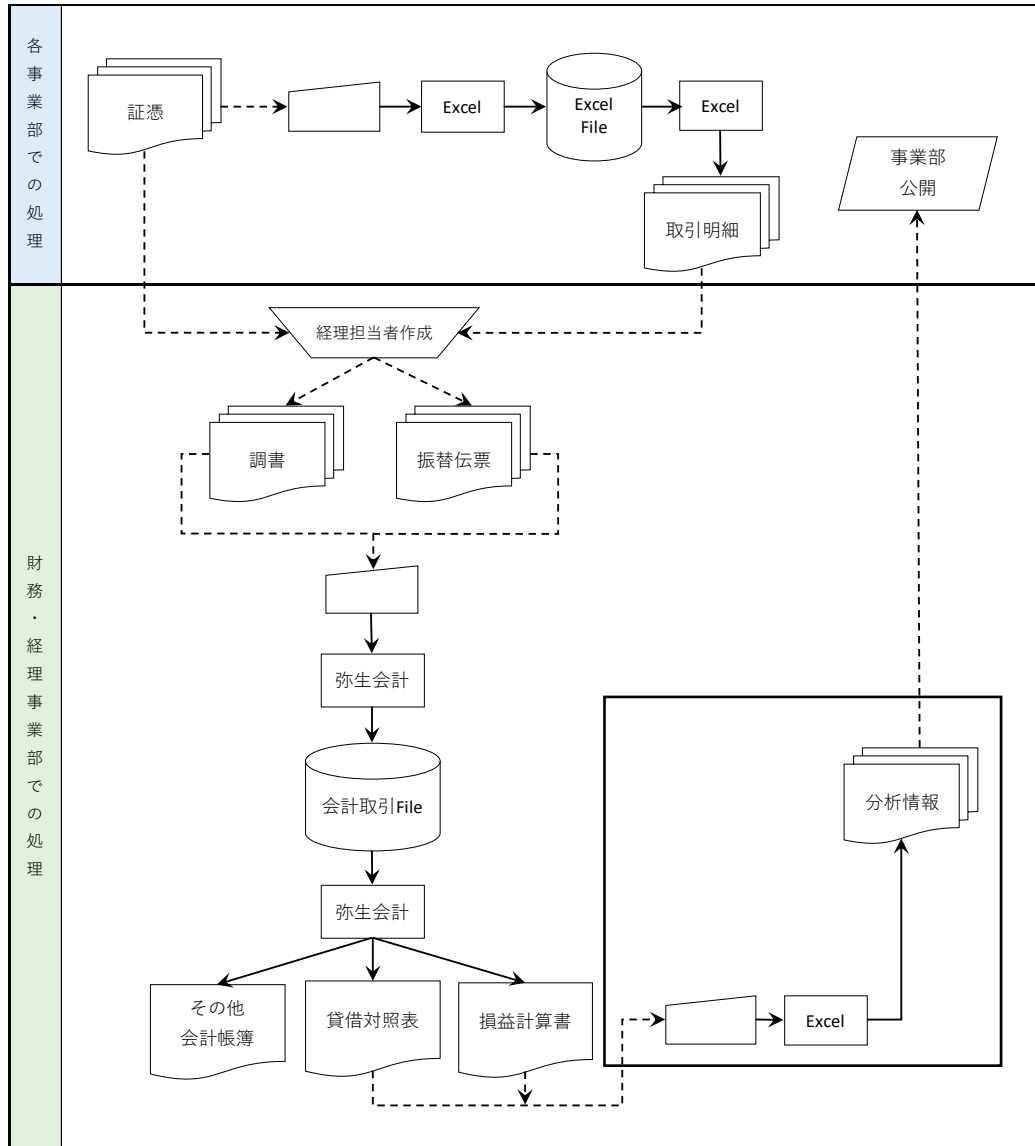 各事業部での処理
証憑
Excel
Excel
File
Excel
取引明細
事業部
公開
財務・経理事業部での処理
経理担当者作成
調書
振替伝票
弥生会計
会計取引File
弥生会計
その他
会計帳簿
貸借対照表
損益計算書
Excel
分析情報